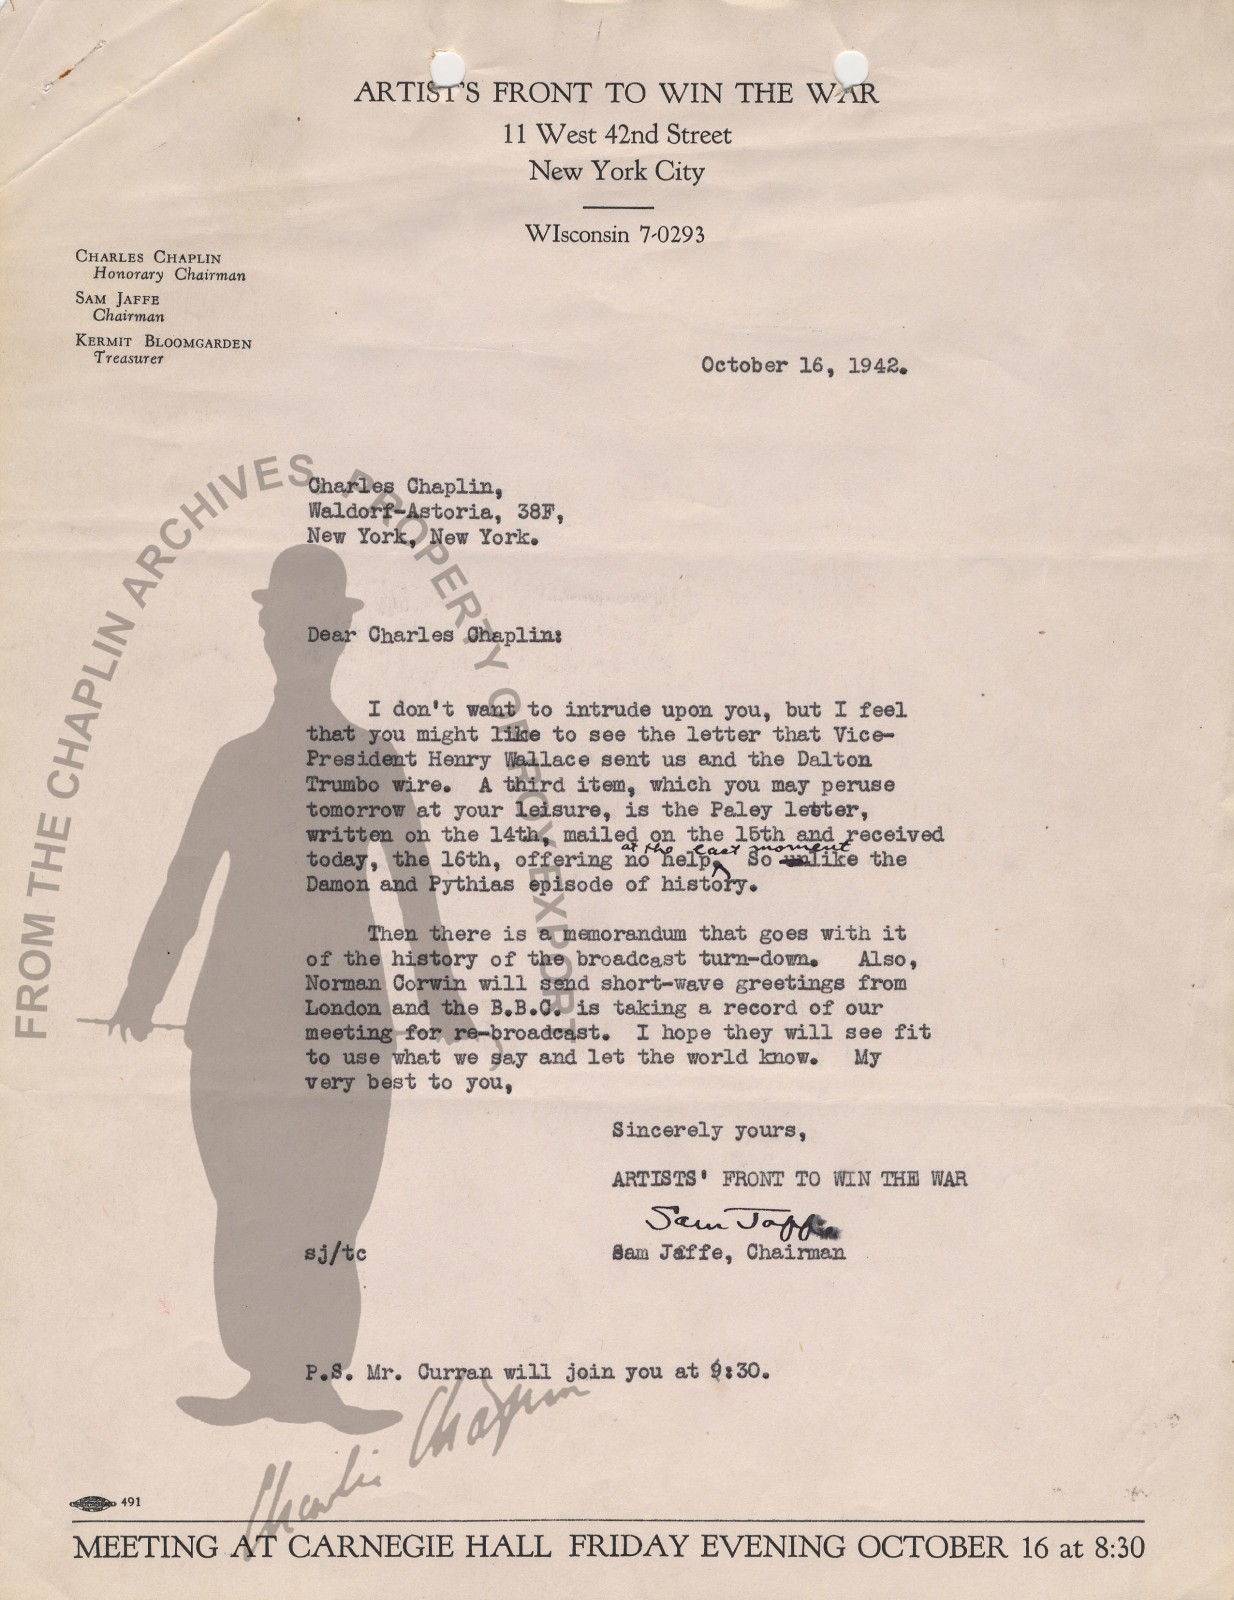 ARTIST'S FRONT TO WIN THE WAR
11 West 42nd Street
New York City
WIsconsin 7-0293
CHARLES CHAPLIN
Honorary Chairman
SAM JAFFE
Chairman
KERMIT BLOOMGARDEN
Treasurer
October 16, 1942.
Charles Chaplin,
Waldorf-Astoria, 38F,
New York, New York.
Dear Charles Chaplin:
I don't want to intrude upon you, but I feel
that you might like to see the letter that Vice-
President Henry Wallace sent us and the Dalton
Trumbo wire. A third item, which you may peruse
tomorrow at your leisure, is the Paley letter,
written on the 14th, mailed on the 15th and received
at the last moment
today, the 16th, offering no help. So like the
Damon and Pythias episode of history.
Then there is a memorandum that goes with it
of the history of the broadcast turn-down. Also,
Norman Corwin will send short-wave greetings from
London and the B.B.C. is taking a record of our
meeting for re-broadcast. I hope they will see fit
to use what we say and let the world know. My
very best to you,
Sincerely yours,
ARTISTS' FRONT TO WIN THE WAR
Sam Jaffe
sj/tc Sam Jaffe, Chairman
P.S. Mr. Curran will join you at 9:30.
491
MEETING AT CARNEGIE HALL FRIDAY EVENING OCTOBER 16 at 8:30
FROM THE CHAPLIN ARCHIVES, PROPERTY OF ROY EXPORT
Charlie Chaplin